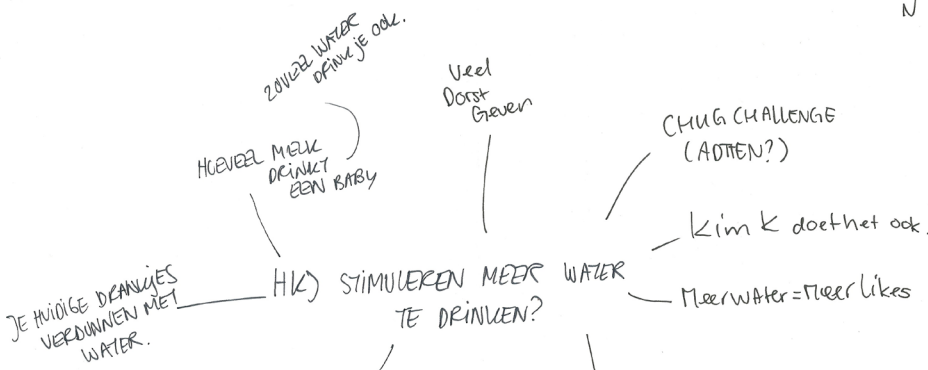 N
ZOVEEL WATER
DRINK JE OOK.
HOEVEEL MELK
DRINKT
EEN BABY
Veel
Dorst
Geven
CHUG CHALLENGE
(ADTEN?)
Kim K doet het ook.
Meer water = Meer likes
HK) STIMULEREN MEER WATER
TE DRINKEN?
JE HUIDIGE DRANKJES
VERDUNNEN MET
WATER.